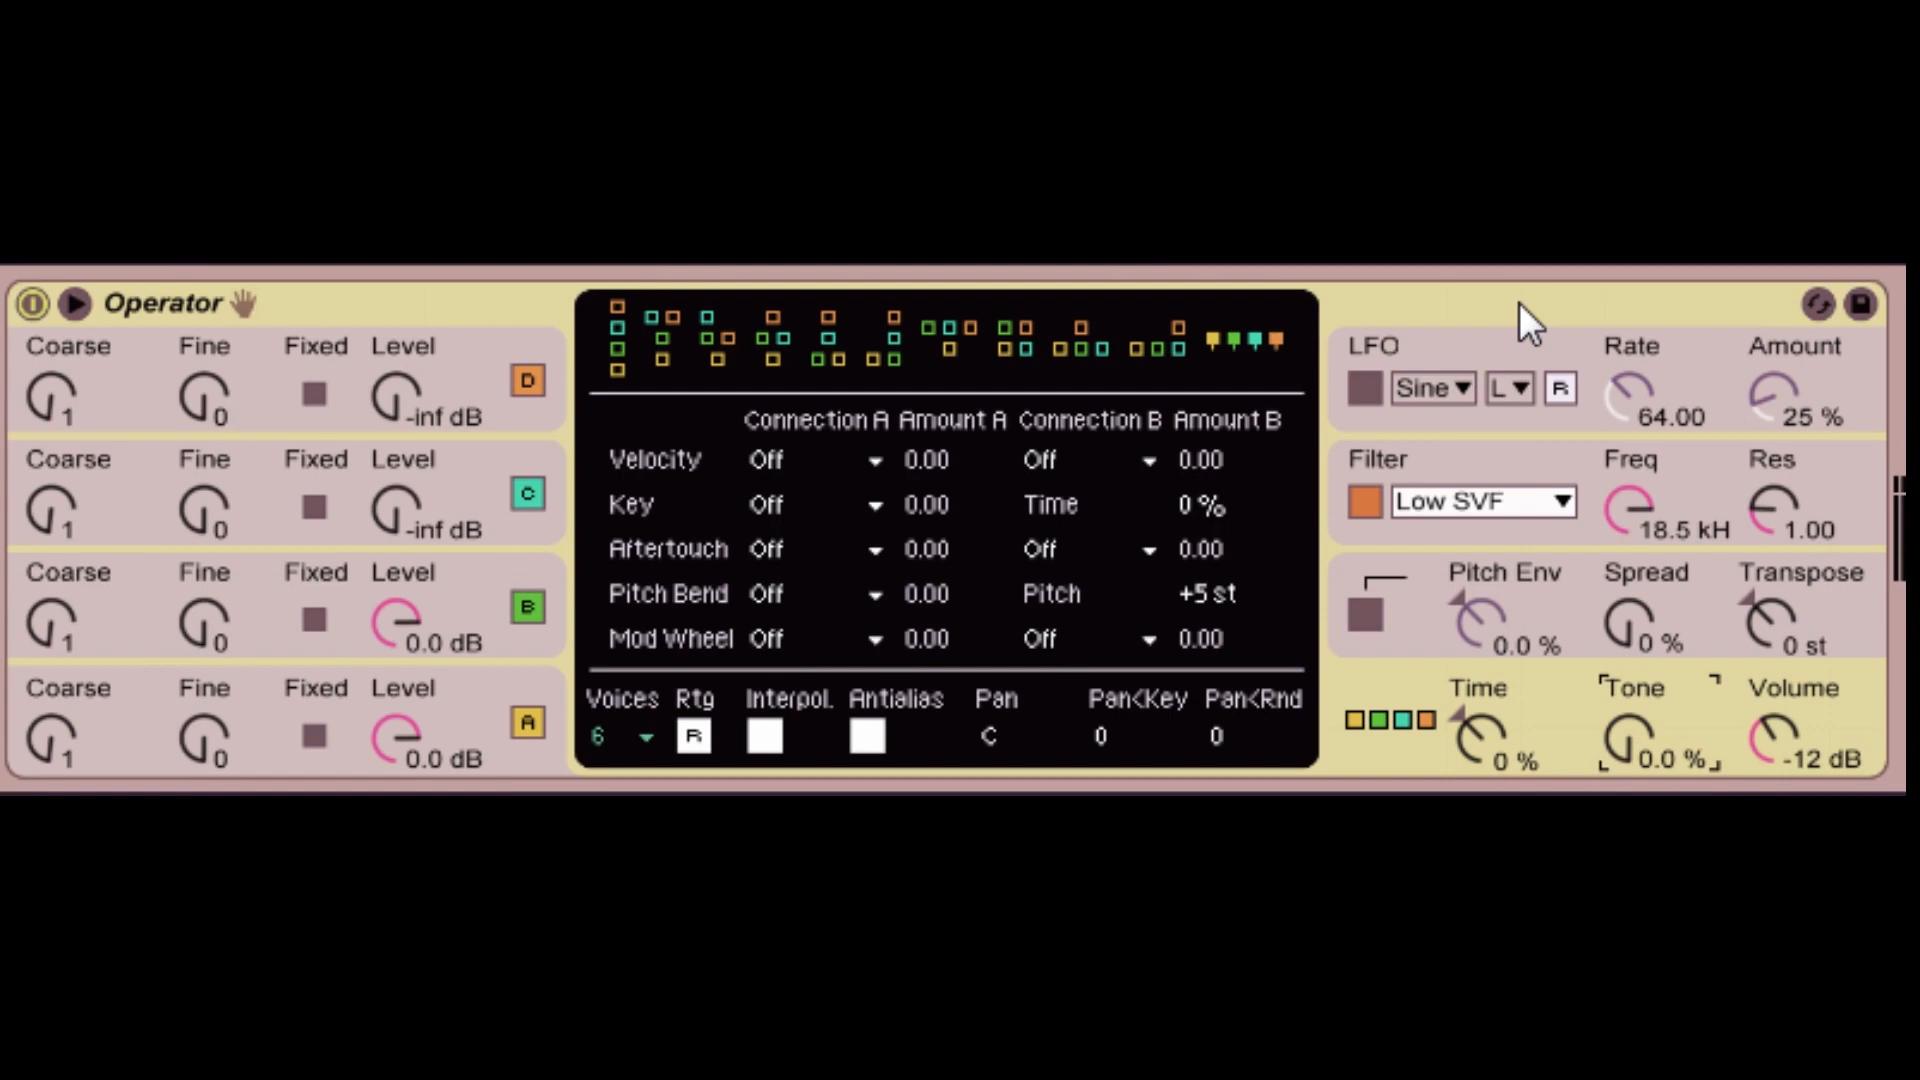 Operator
Coarse Fine Fixed Level
1 0 -inf dB D
Coarse Fine Fixed Level
1 0 -inf dB C
Coarse Fine Fixed Level
1 0 0.0 dB B
Coarse Fine Fixed Level
1 0 0.0 dB A
Connection A Amount A Connection B Amount B
Velocity Off 0.00 Off 0.00
Key Off 0.00 Time 0 %
Aftertouch Off 0.00 Off 0.00
Pitch Bend Off 0.00 Pitch +5 st
Mod Wheel Off 0.00 Off 0.00
Voices Rtg Interpol. Antialias Pan Pan<Key Pan<Rnd
6 R C 0 0
LFO Rate Amount
Sine L R 64.00 25 %
Filter Freq Res
Low SVF 18.5 kH 1.00
Pitch Env Spread Transpose
0.0 % 0 % 0 st
Time Tone Volume
0 % 0.0 % -12 dB